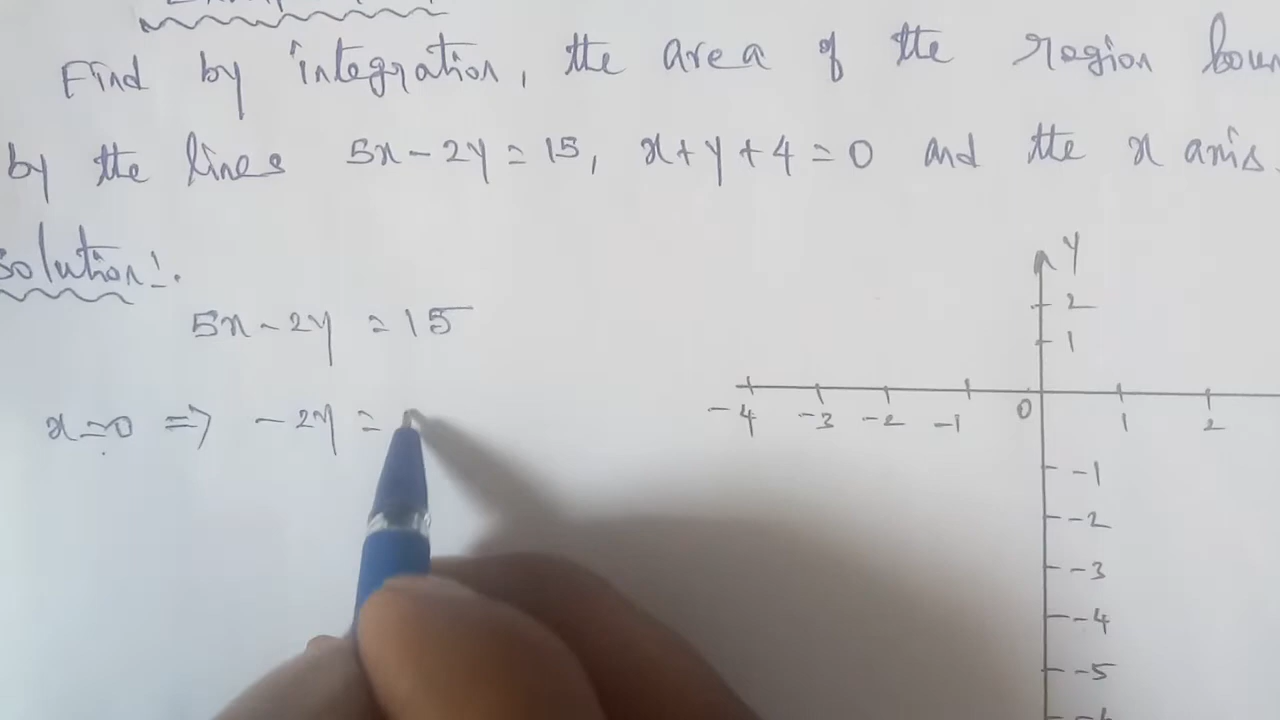 Find by integration, the area of the region
by the lines 5x - 2y = 15, x + y + 4 = 0 and the x axis.
Solution:.
5x - 2y = 15
x = 0 => - 2y =
Y
2
1
-4 -3 -2 -1 0 1 2
-1
-2
-3
-4
-5